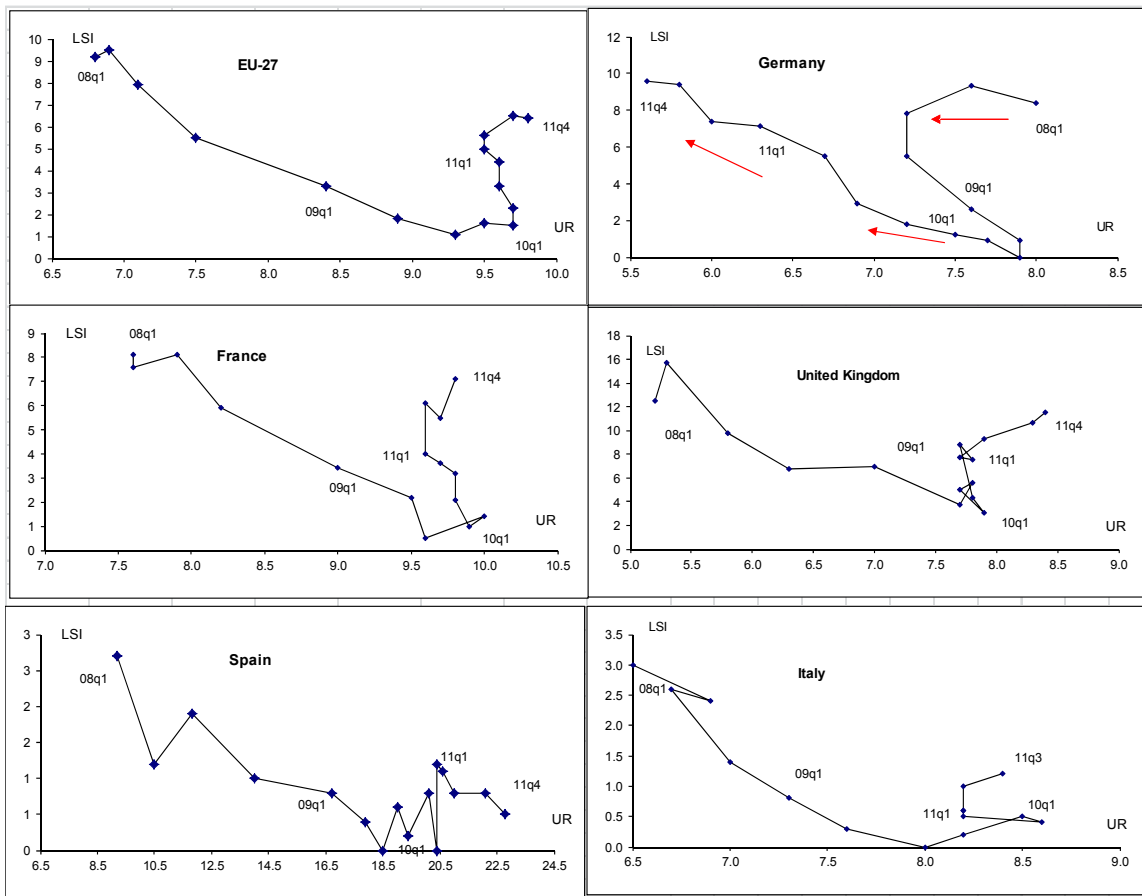 LSI
EU-27
10
9
8
7
6
5
4
3
2
1
0
08q1
09q1
10q1
11q1
11q4
UR
6.5 7.0 7.5 8.0 8.5 9.0 9.5 10.0
LSI
Germany
12
10
8
6
4
2
0
11q4
11q1
10q1
09q1
08q1
UR
5.5 6.0 6.5 7.0 7.5 8.0 8.5
LSI
France
9
8
7
6
5
4
3
2
1
0
08q1
09q1
10q1
11q1
11q4
UR
7.0 7.5 8.0 8.5 9.0 9.5 10.0 10.5
LSI
United Kingdom
18
16
14
12
10
8
6
4
2
0
08q1
09q1
10q1
11q1
11q4
UR
5.0 5.5 6.0 6.5 7.0 7.5 8.0 8.5 9.0
LSI
Spain
3
3
2
2
1
1
0
08q1
09q1
10q1
11q1
11q4
UR
6.5 10.5 12.5 14.5 16.5 18.5 20.5 22.5 24.5
LSI
Italy
3.5
3.0
2.5
2.0
1.5
1.0
0.5
0.0
08q1
09q1
10q1
11q1
11q3
UR
6.5 7.0 7.5 8.0 8.5 9.0